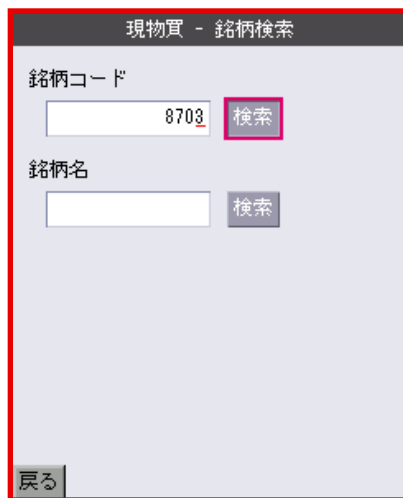 現物買 - 銘柄検索
銘柄コード
8703 検索
銘柄名
検索
戻る